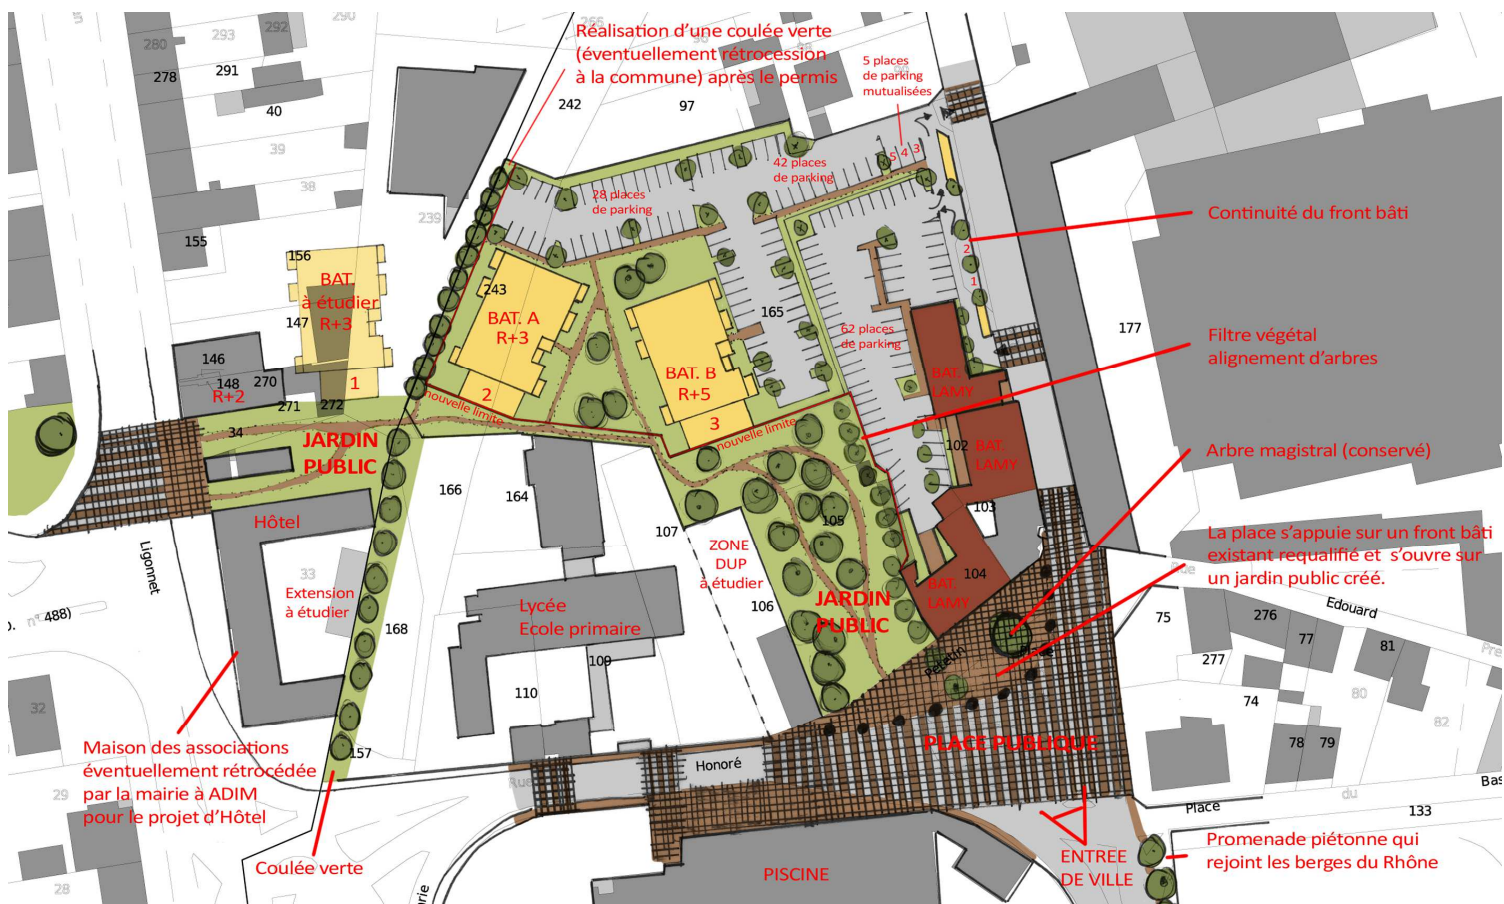 Réalisation d'une coulée verte
(éventuellement rétrocession
à la commune) après le permis
5 places
de parking
mutualisées
290
292
293
280
291
278
40
39
38
266
242
97
239
155
156
147
42 places
de parking
28 places
de parking
5 4 3
2
1
Continuité du front bâti
177
BAT.
à étudier
R+3
1
243
BAT. A
R+3
2
165
62 places
de parking
BAT. B
R+5
3
nouvelle limite
nouvelle limite
Filtre végétal
alignement d'arbres
146
148
270
R+2
271
272
34
JARDIN
PUBLIC
BAT.
LAMY
102
BAT.
LAMY
103
104
BAT.
LAMY
Arbre magistral (conservé)
166
164
107
105
106
ZONE
DUP
à étudier
JARDIN
PUBLIC
Hôtel
33
Extension
à étudier
168
Lycée
Ecole primaire
109
110
157
Ligonnet
n° 488)
32
29
28
La place s'appuie sur un front bâti
existant requalifié et s'ouvre sur
un jardin public créé.
Rue
Edouard
Pre
75
276
77
81
277
74
80
82
78
79
PLACE PUBLIQUE
Rue
Honoré
Place
du
Bas
133
Maison des associations
éventuellement rétrocédée
par la mairie à ADIM
pour le projet d'Hôtel
Coulée verte
PISCINE
ENTREE
DE VILLE
Promenade piétonne qui
rejoint les berges du Rhône